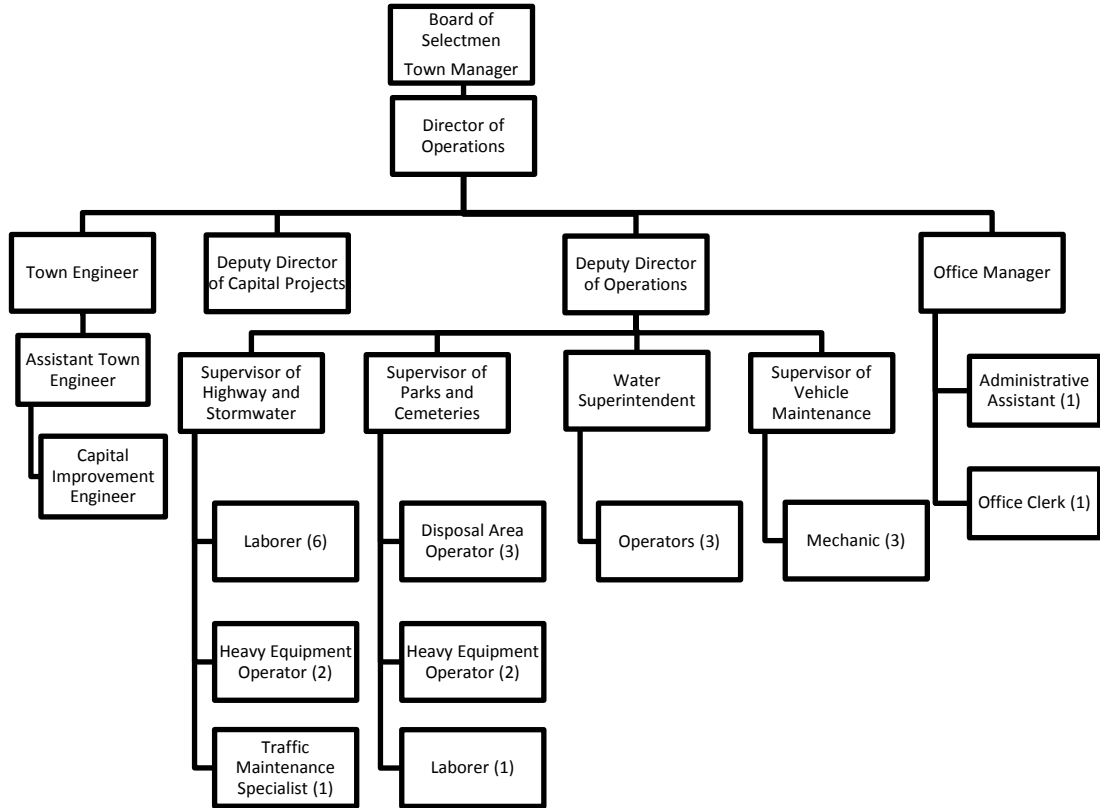 Board of
Selectmen
Town Manager
Director of
Operations
Town Engineer
Deputy Director
of Capital Projects
Deputy Director
of Operations
Office Manager
Assistant Town
Engineer
Capital
Improvement
Engineer
Supervisor of
Highway and
Stormwater
Supervisor of
Parks and
Cemeteries
Water
Superintendent
Supervisor of
Vehicle
Maintenance
Administrative
Assistant (1)
Office Clerk (1)
Laborer (6)
Disposal Area
Operator (3)
Operators (3)
Mechanic (3)
Heavy Equipment
Operator (2)
Heavy Equipment
Operator (2)
Traffic
Maintenance
Specialist (1)
Laborer (1)